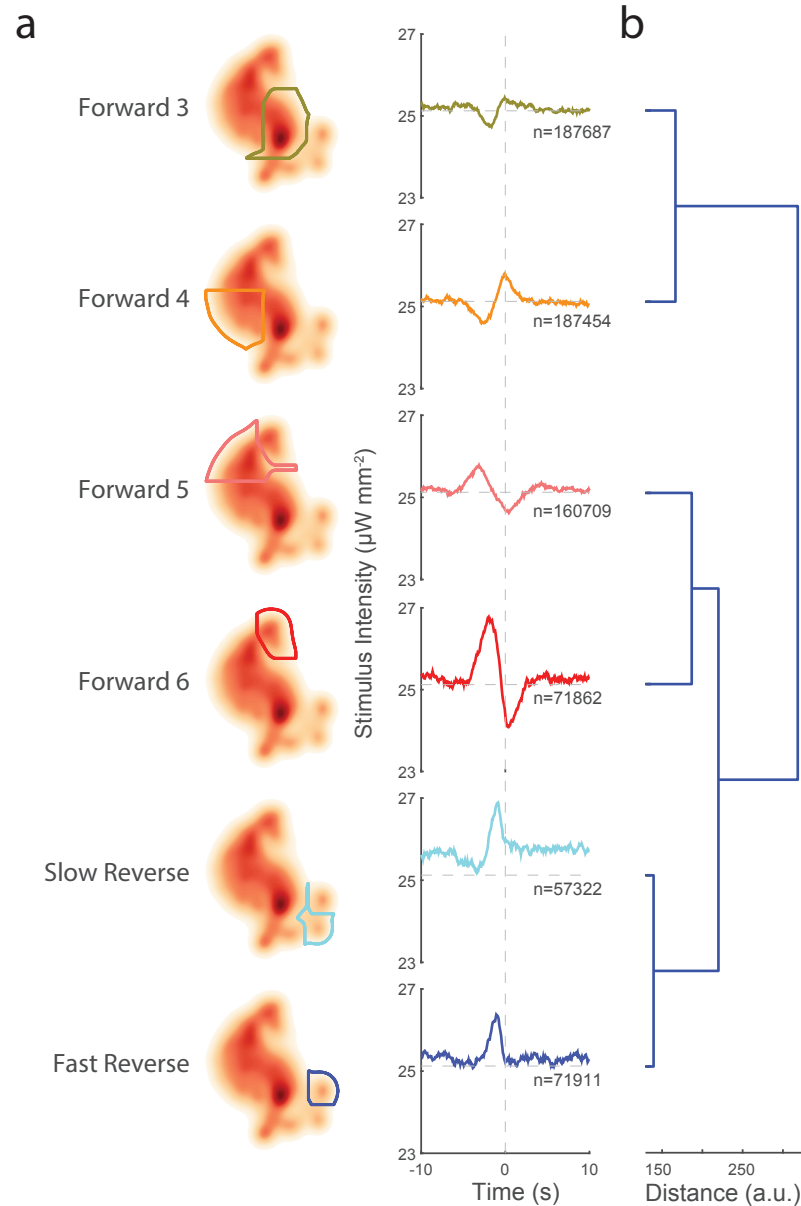 a
b
Forward 3
27
25
23
n=187687
Forward 4
27
25
23
n=187454
Forward 5
27
25
23
n=160709
Stimulus Intensity (µW mm-2)
Forward 6
27
25
23
n=71862
Slow Reverse
27
25
23
n=57322
Fast Reverse
27
25
23
n=71911
-10 0 10
Time (s)
150 250
Distance (a.u.)